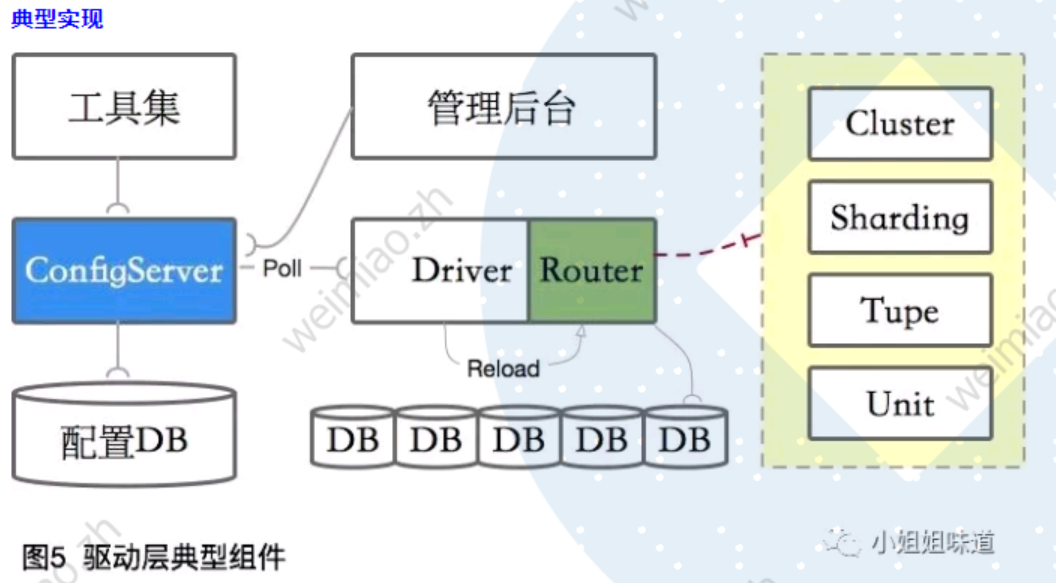 典型实现
工具集
管理后台
Cluster
Sharding
ConfigServer
Poll
Driver
Router
Tupe
Reload
Unit
配置DB
DB DB DB DB DB
图5 驱动层典型组件
小姐姐味道
weimiao.zh